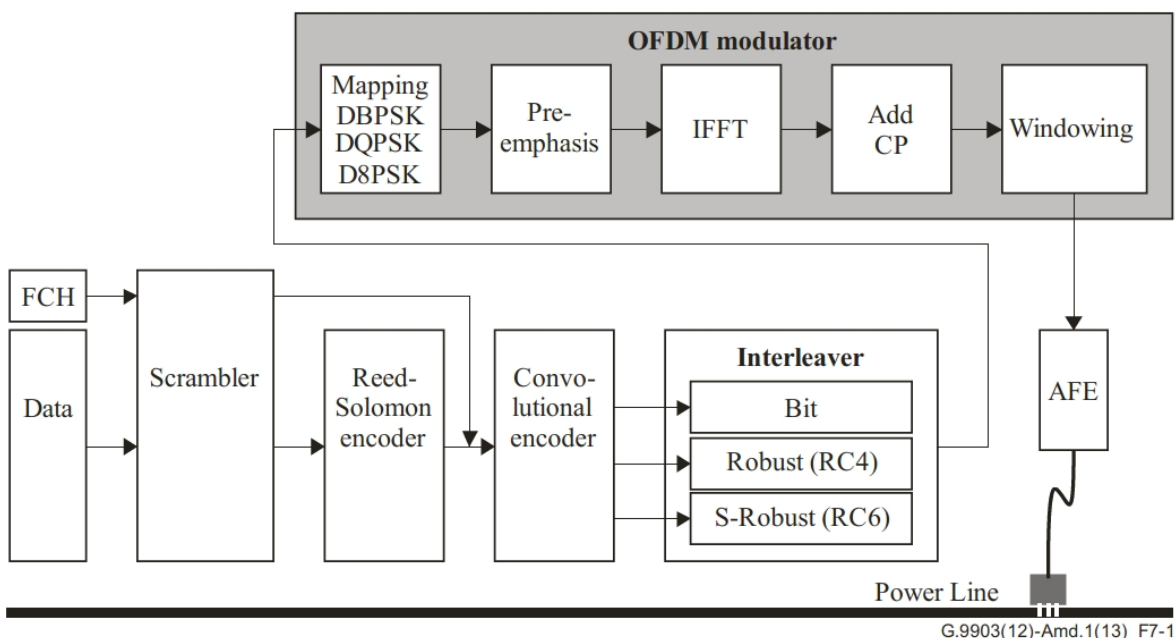 OFDM modulator
Mapping
DBPSK
DQPSK
D8PSK
Pre-
emphasis
IFFT
Add
CP
Windowing
FCH
Data
Scrambler
Reed-
Solomon
encoder
Convo-
lutional
encoder
Interleaver
Bit
Robust (RC4)
S-Robust (RC6)
AFE
Power Line
G.9903(12)-Amd.1(13)_F7-1